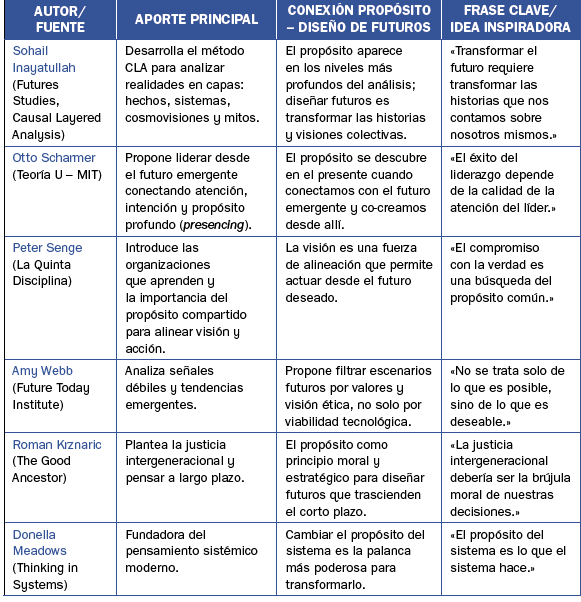 AUTOR/
FUENTE
APORTE PRINCIPAL
CONEXIÓN PROPÓSITO
– DISEÑO DE FUTUROS
FRASE CLAVE/
IDEA INSPIRADORA
Sohail
Inayatullah
(Futures
Studies,
Causal Layered
Analysis)
Desarrolla el método
CLA para analizar
realidades en capas:
hechos, sistemas,
cosmovisiones y mitos.
El propósito aparece
en los niveles más
profundos del análisis;
diseñar futuros es
transformar las historias
y visiones colectivas.
«Transformar el
futuro requiere
transformar las
historias que nos
contamos sobre
nosotros mismos.»
Otto Scharmer
(Teoría U – MIT)
Propone liderar desde
el futuro emergente
conectando atención,
intención y propósito
profundo (presencing).
El propósito se descubre
en el presente cuando
conectamos con el futuro
emergente y co-creamos
desde allí.
«El éxito del
liderazgo depende
de la calidad de la
atención del líder.»
Peter Senge
(La Quinta
Disciplina)
Introduce las
organizaciones
que aprenden y
la importancia del
propósito compartido
para alinear visión y
acción.
La visión es una fuerza
de alineación que permite
actuar desde el futuro
deseado.
«El compromiso
con la verdad es
una búsqueda del
propósito común.»
Amy Webb
(Future Today
Institute)
Analiza señales
débiles y tendencias
emergentes.
Propone filtrar escenarios
futuros por valores y
visión ética, no solo por
viabilidad tecnológica.
«No se trata solo de
lo que es posible,
sino de lo que es
deseable.»
Roman Krznaric
(The Good
Ancestor)
Plantea la justicia
intergeneracional y
pensar a largo plazo.
El propósito como
principio moral y
estratégico para diseñar
futuros que trascienden
el corto plazo.
«La justicia
intergeneracional
debería ser la brújula
moral de nuestras
decisiones.»
Donella
Meadows
(Thinking in
Systems)
Fundadora del
pensamiento sistémico
moderno.
Cambiar el propósito del
sistema es la palanca
más poderosa para
transformarlo.
«El propósito del
sistema es lo que el
sistema hace.»